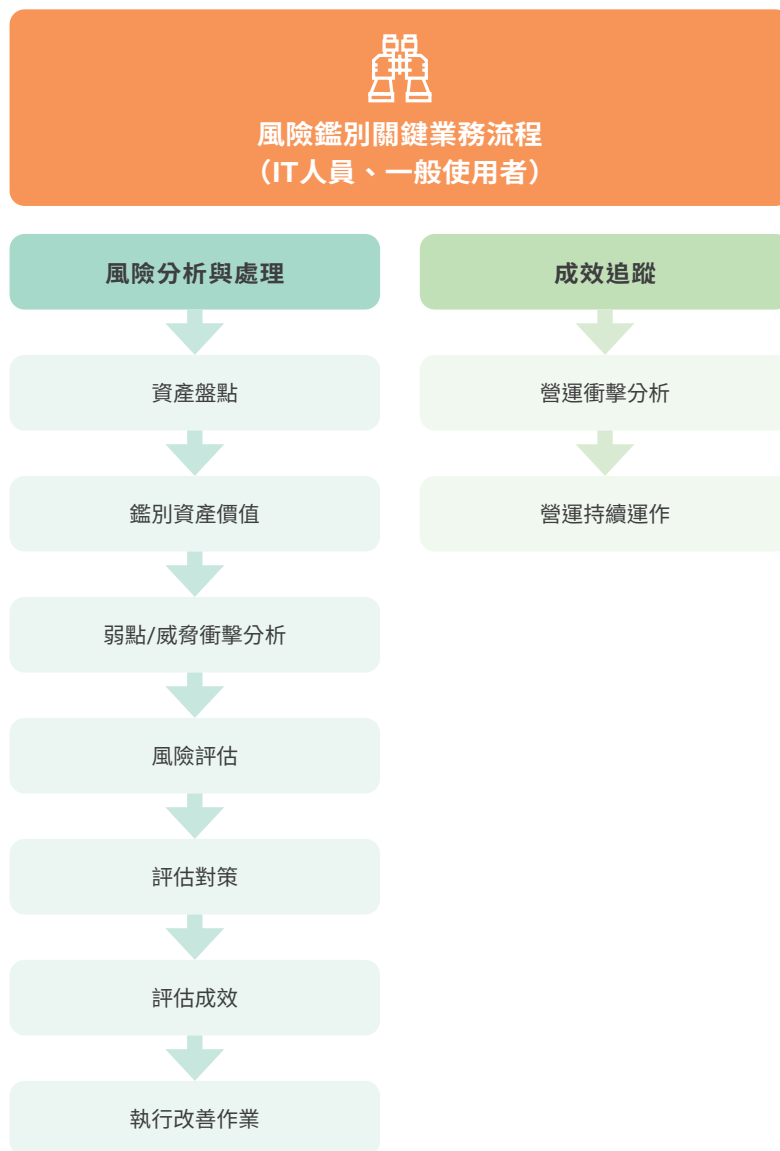 風險鑑別關鍵業務流程
（IT人員、一般使用者）
風險分析與處理
資產盤點
鑑別資產價值
弱點/威脅衝擊分析
風險評估
評估對策
評估成效
執行改善作業
成效追蹤
營運衝擊分析
營運持續運作